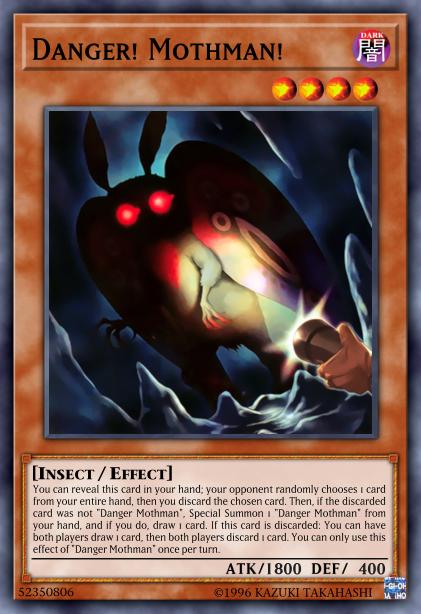 DANGER! MOTHMAN!
DARK
闇
[INSECT / EFFECT]
You can reveal this card in your hand; your opponent randomly chooses 1 card
from your entire hand, then you discard the chosen card. Then, if the discarded
card was not "Danger Mothman", Special Summon 1 "Danger Mothman" from
your hand, and if you do, draw 1 card. If this card is discarded: You can have
both players draw 1 card, then both players discard 1 card. You can only use this
effect of "Danger Mothman" once per turn.
ATK/1800 DEF/ 400
52350806
©1996 KAZUKI TAKAHASHI